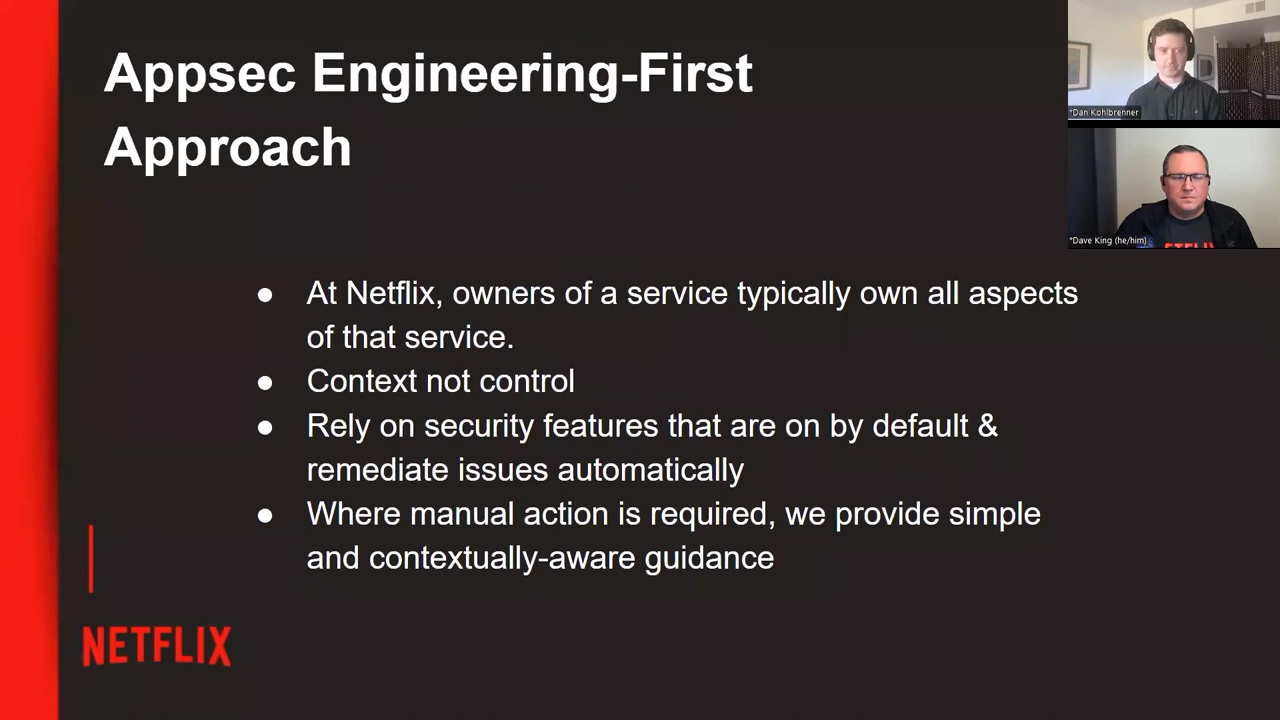 Appsec Engineering-First
Approach
*Dan Kohlbrenner
*Dave King (he/him)
● At Netflix, owners of a service typically own all aspects
of that service.
● Context not control
● Rely on security features that are on by default &
remediate issues automatically
● Where manual action is required, we provide simple
and contextually-aware guidance
NETFLIX